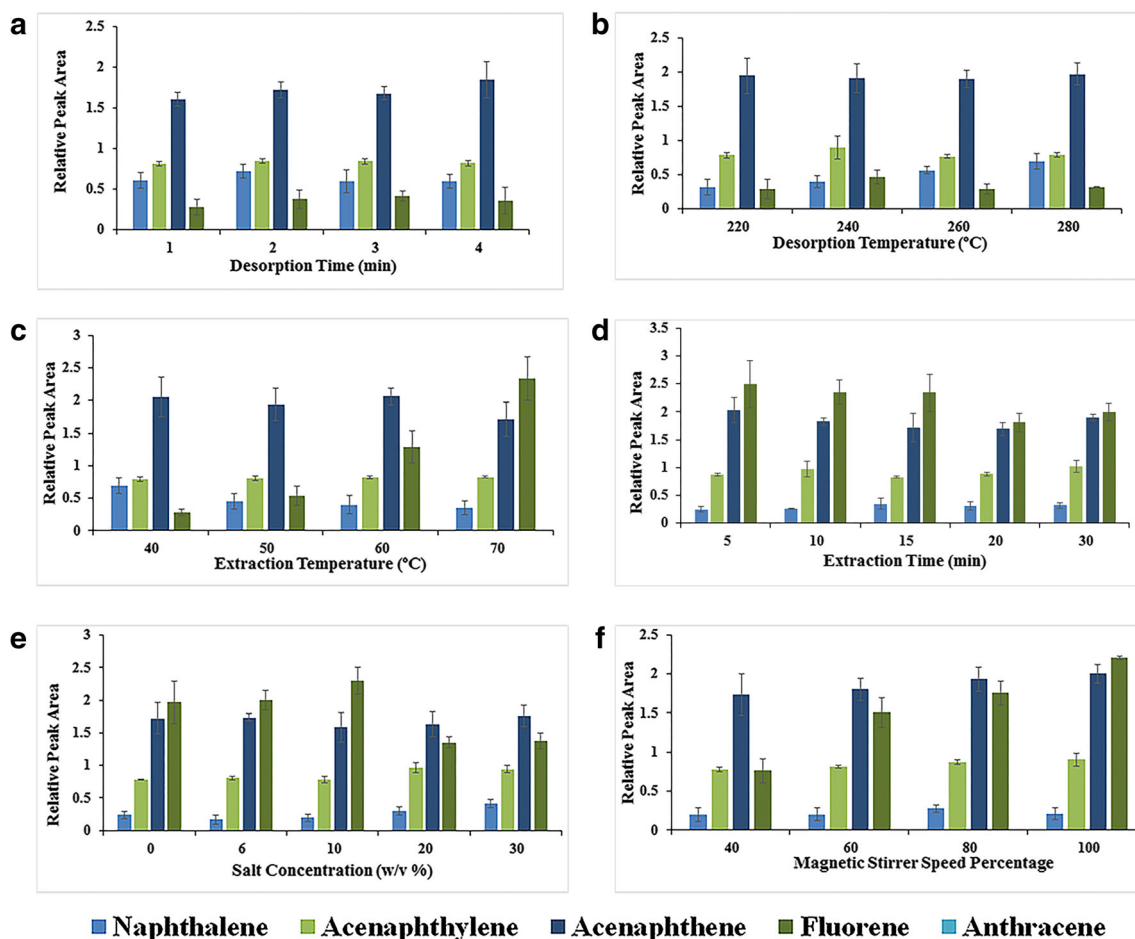 a
2.5
2
1.5
1
0.5
0
Relative Peak Area
1 2 3 4
Desorption Time (min)
b
2.5
2
1.5
1
0.5
0
Relative Peak Area
220 240 260 280
Desorption Temperature (°C)
c
3
2.5
2
1.5
1
0.5
0
Relative Peak Area
40 50 60 70
Extraction Temperature (°C)
d
3.5
3
2.5
2
1.5
1
0.5
0
Relative Peak Area
5 10 15 20 30
Extraction Time (min)
e
3
2.5
2
1.5
1
0.5
0
Relative Peak Area
0 6 10 20 30
Salt Concentration (w/v %)
f
2.5
2
1.5
1
0.5
0
Relative Peak Area
40 60 80 100
Magnetic Stirrer Speed Percentage
Naphthalene Acenaphthylene Acenaphthene Fluorene Anthracene